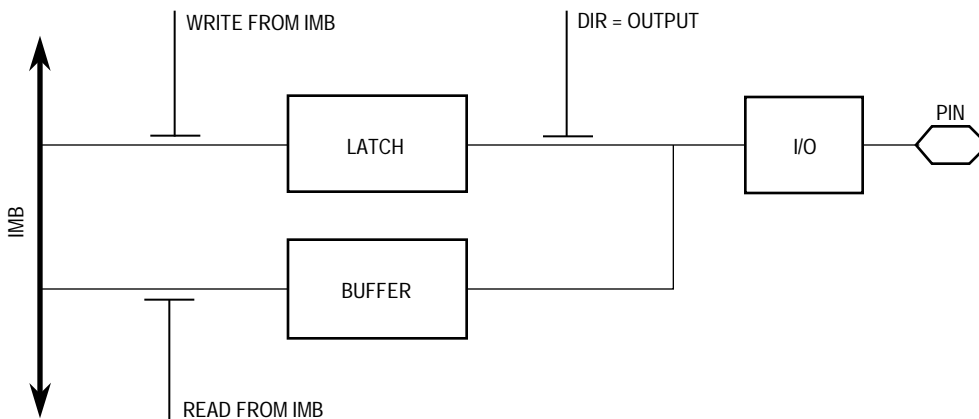 WRITE FROM IMB
DIR = OUTPUT
PIN
LATCH
I/O
IMB
BUFFER
READ FROM IMB